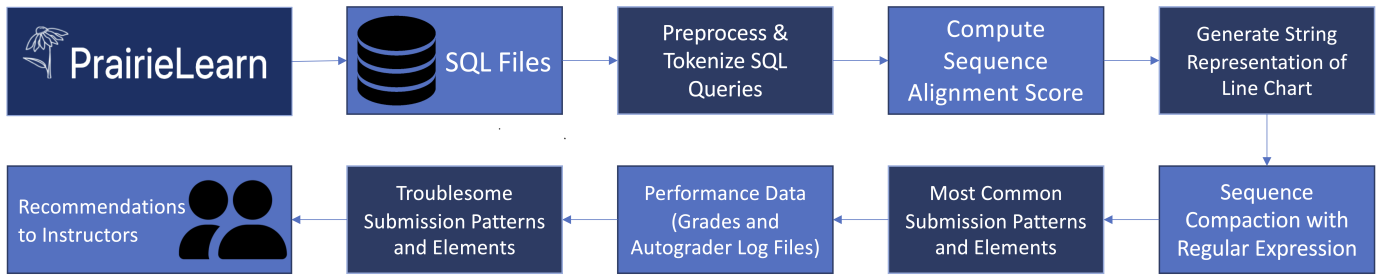 PrairieLearn
SQL Files
Preprocess &
Tokenize SQL
Queries
Compute
Sequence
Alignment Score
Generate String
Representation of
Line Chart
Sequence
Compaction with
Regular Expression
Most Common
Submission Patterns
and Elements
Performance Data
(Grades and
Autograder Log Files)
Troublesome
Submission Patterns
and Elements
Recommendations
to Instructors